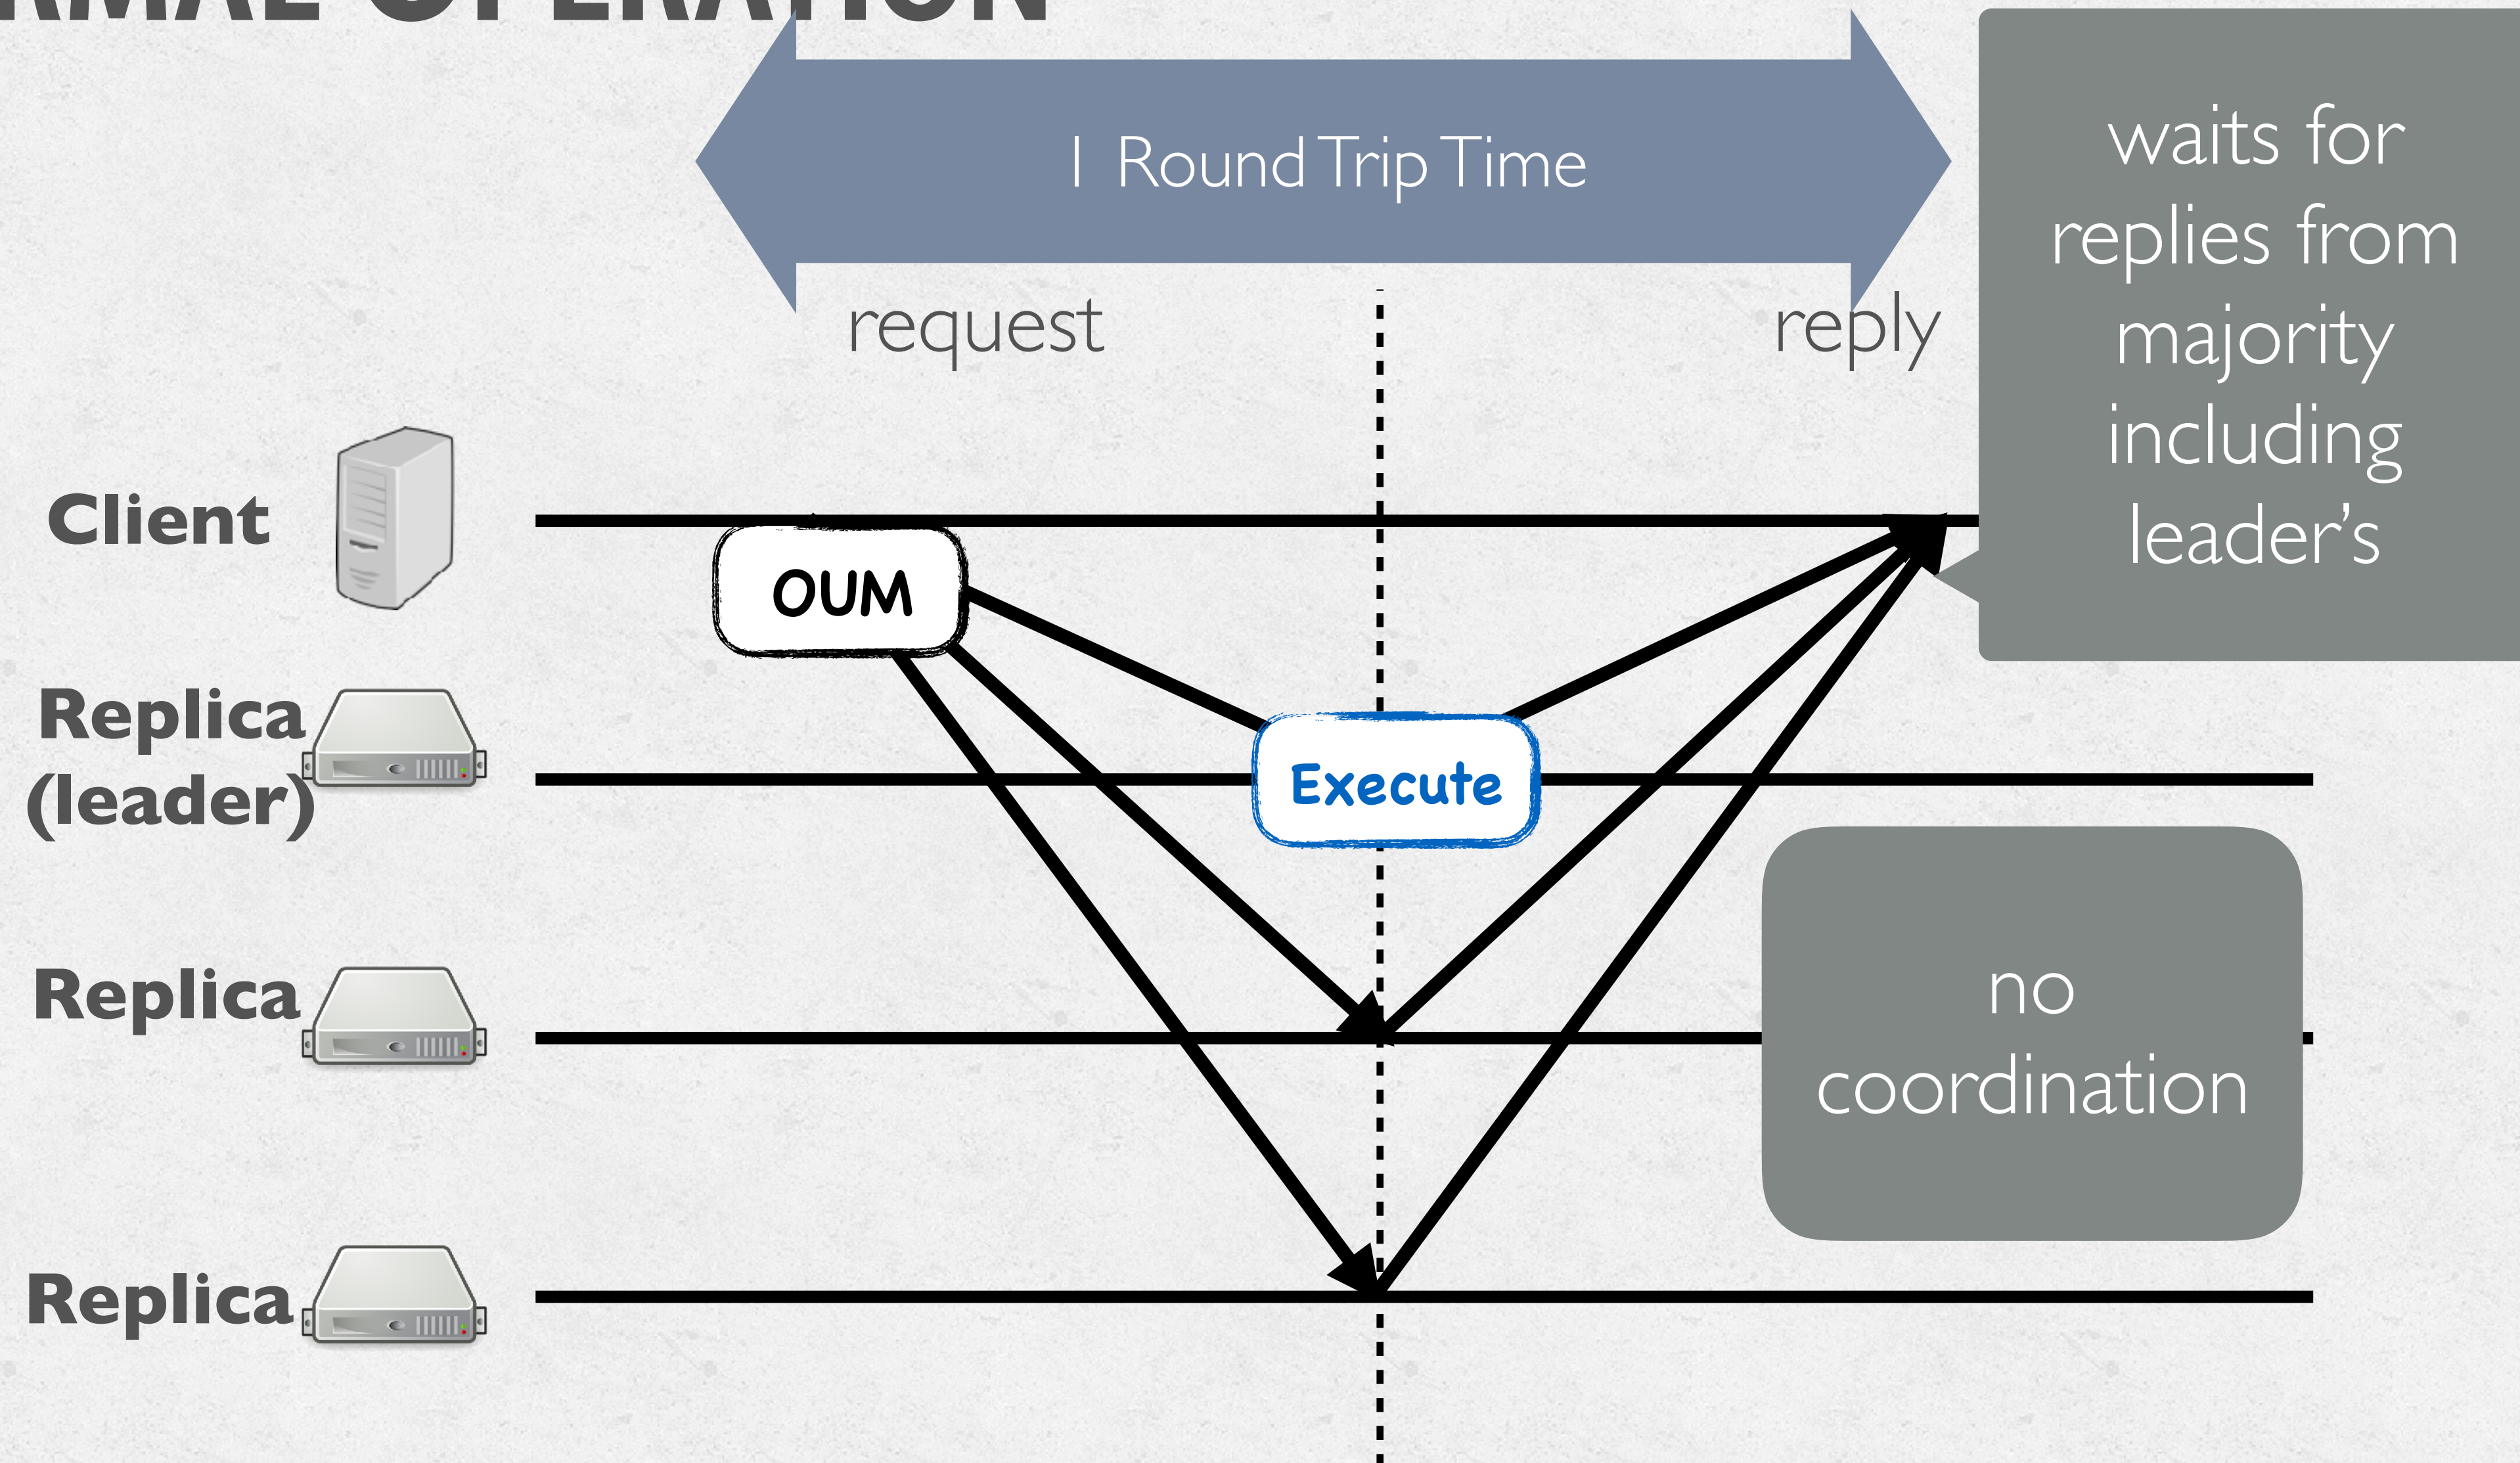 OPERATION
1 Round Trip Time
waits for
replies from
majority
including
leader's
request
reply
Client
OUM
Replica
(leader)
Execute
Replica
no
coordination
Replica